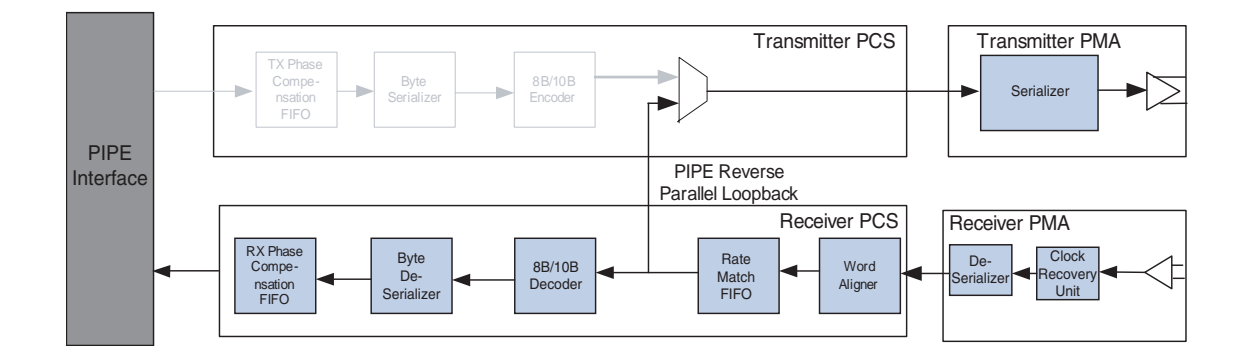 PIPE
Interface
Transmitter PCS
TX Phase
Compe-
nsation
FIFO
Byte
Serializer
8B/10B
Encoder
Transmitter PMA
Serializer
PIPE Reverse
Parallel Loopback
Receiver PCS
RX Phase
Compe-
nsation
FIFO
Byte
De-
Serializer
8B/10B
Decoder
Rate
Match
FIFO
Word
Aligner
Receiver PMA
De-
Serializer
Clock
Recovery
Unit